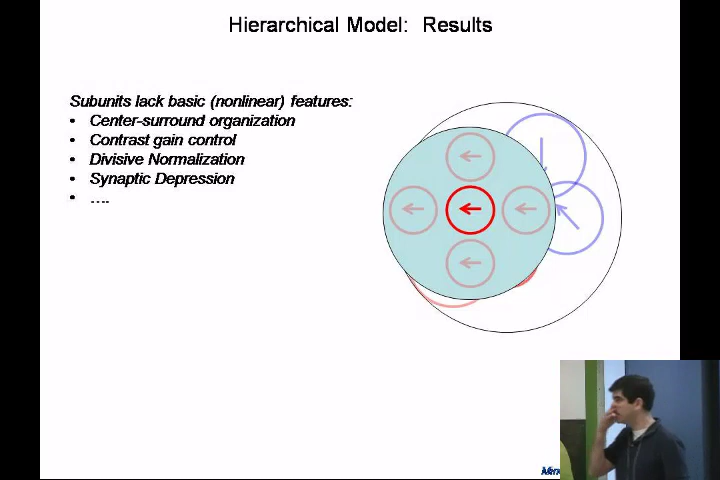 Hierarchical Model: Results
Subunits lack basic (nonlinear) features:
• Center-surround organization
• Contrast gain control
• Divisive Normalization
• Synaptic Depression
• ....